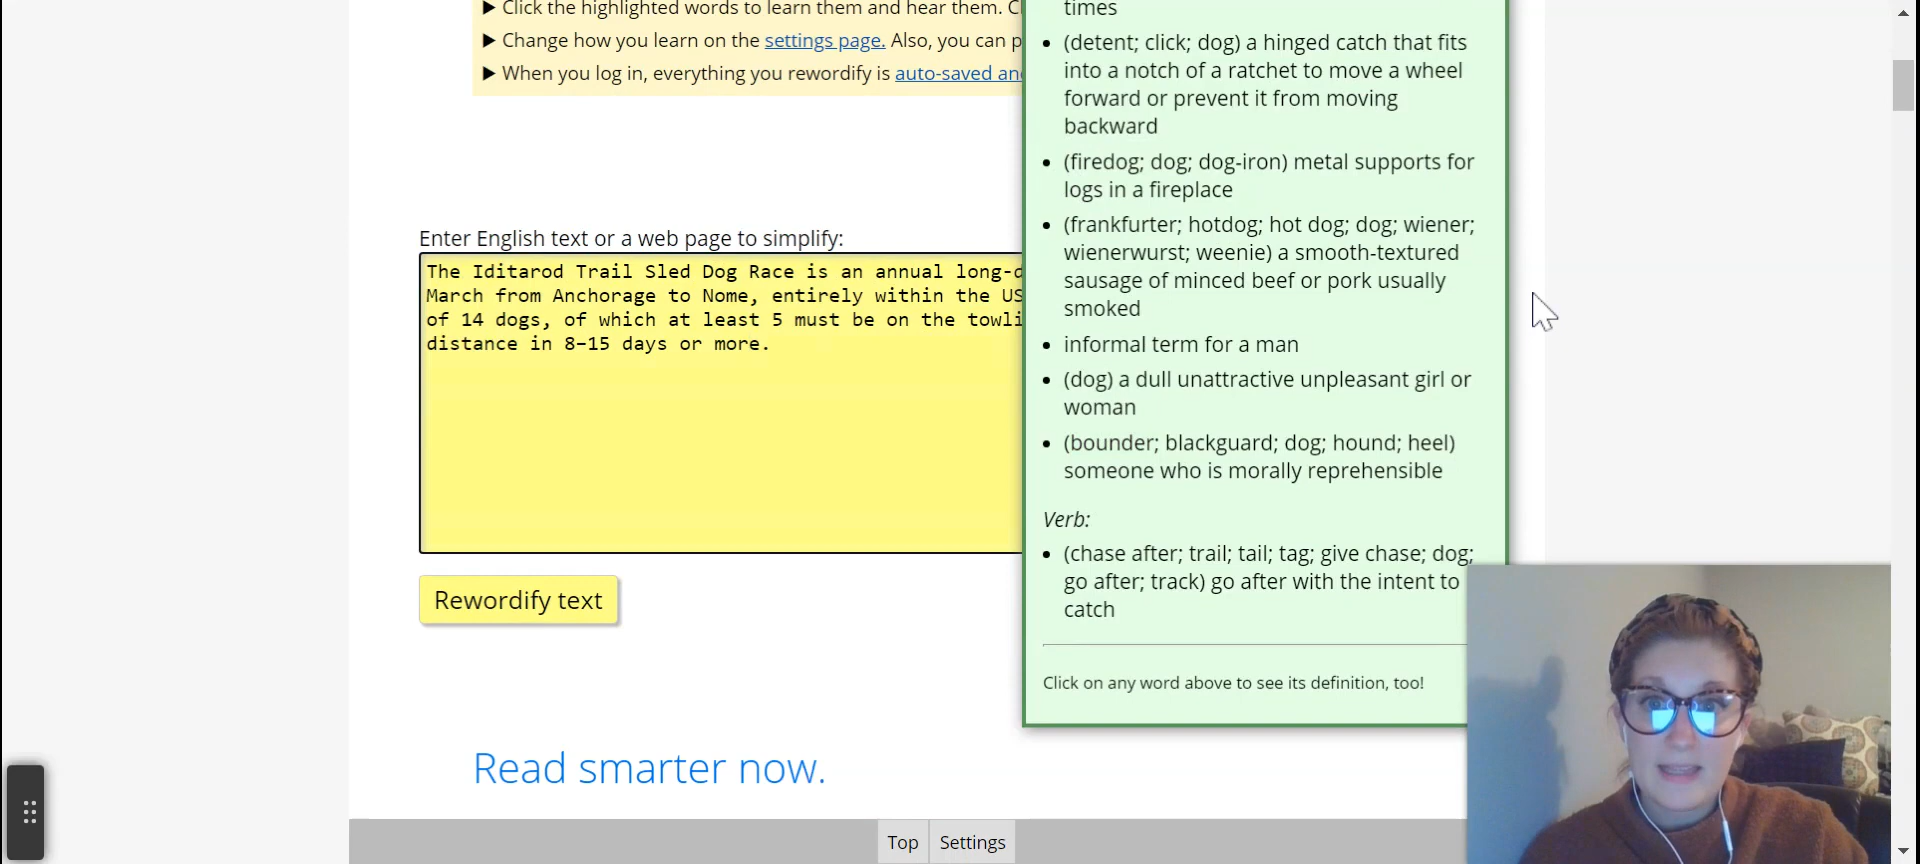 ▶ Click the highlighted words to learn them and hear them. C
▶ Change how you learn on the settings page. Also, you can p
▶ When you log in, everything you rewordify is auto-saved and
Enter English text or a web page to simplify:
The Iditarod Trail Sled Dog Race is an annual long-d
March from Anchorage to Nome, entirely within the US
of 14 dogs, of which at least 5 must be on the towli
distance in 8–15 days or more.
Rewordify text
Read smarter now.
times
• (detent; click; dog) a hinged catch that fits
into a notch of a ratchet to move a wheel
forward or prevent it from moving
backward
• (firedog; dog; dog-iron) metal supports for
logs in a fireplace
• (frankfurter; hotdog; hot dog; dog; wiener;
wienerwurst; weenie) a smooth-textured
sausage of minced beef or pork usually
smoked
• informal term for a man
• (dog) a dull unattractive unpleasant girl or
woman
• (bounder; blackguard; dog; hound; heel)
someone who is morally reprehensible
Verb:
• (chase after; trail; tail; tag; give chase; dog;
go after; track) go after with the intent to
catch
Click on any word above to see its definition, too!
Top Settings